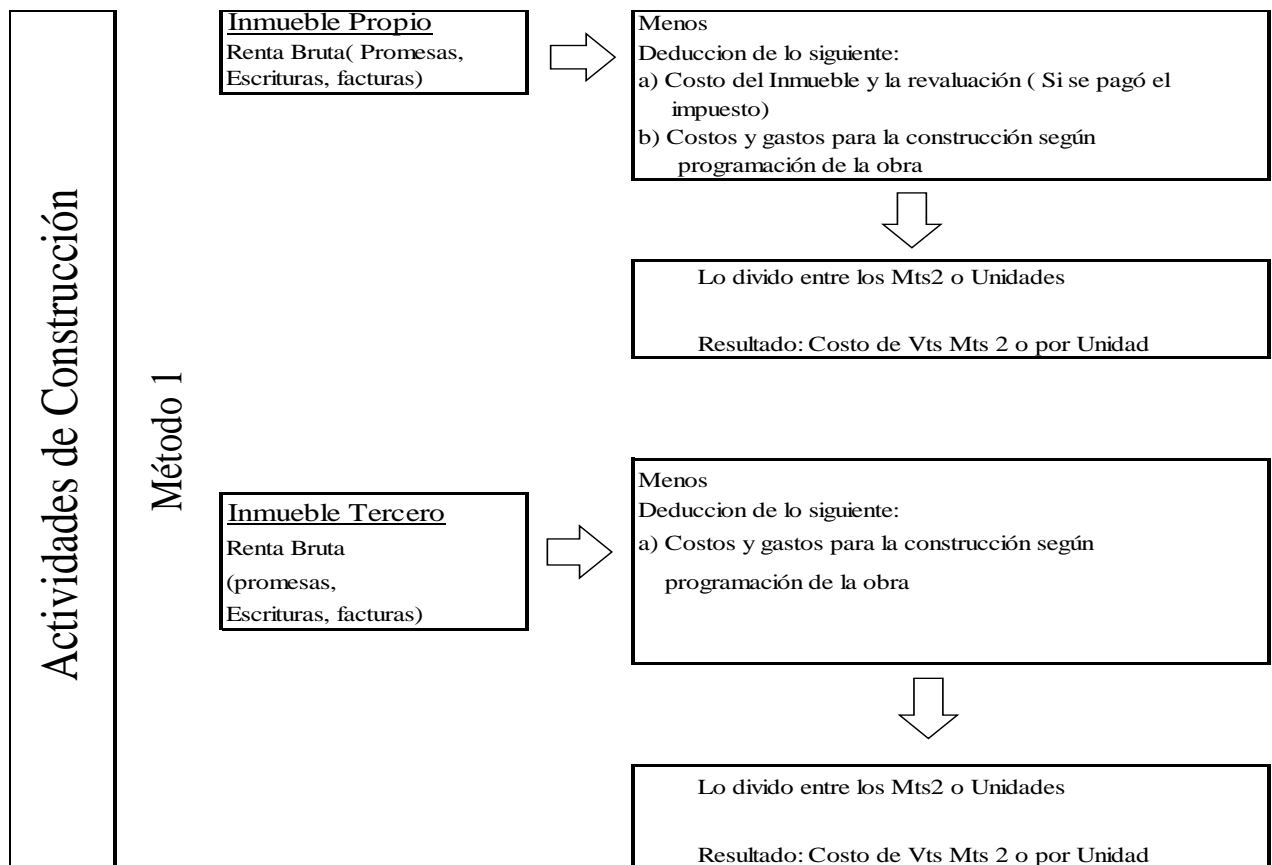 Actividades de Construcción
Método 1
Inmueble Propio
Renta Bruta( Promesas,
Escrituras, facturas)
Menos
Deduccion de lo siguiente:
a) Costo del Inmueble y la revaluación ( Si se pagó el
impuesto)
b) Costos y gastos para la construcción según
programación de la obra
Lo divido entre los Mts2 o Unidades
Resultado: Costo de Vts Mts 2 o por Unidad
Inmueble Tercero
Renta Bruta
(promesas,
Escrituras, facturas)
Menos
Deduccion de lo siguiente:
a) Costos y gastos para la construcción según
programación de la obra
Lo divido entre los Mts2 o Unidades
Resultado: Costo de Vts Mts 2 o por Unidad